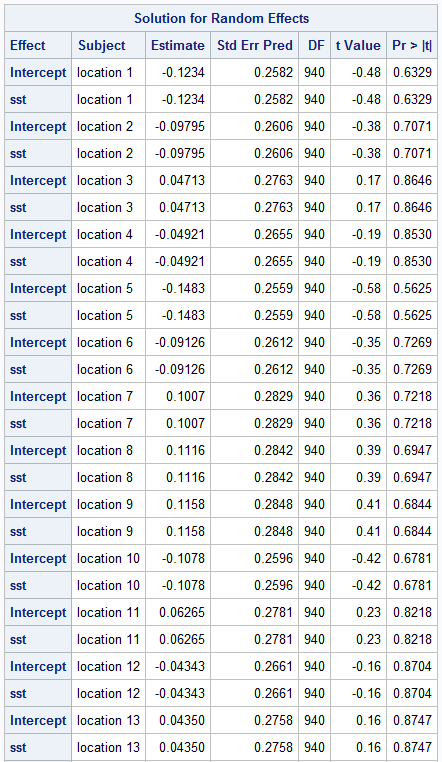 Solution for Random Effects
Effect Subject Estimate Std Err Pred DF t Value Pr > |t|
Intercept location 1 -0.1234 0.2582 940 -0.48 0.6329
sst location 1 -0.1234 0.2582 940 -0.48 0.6329
Intercept location 2 -0.09795 0.2606 940 -0.38 0.7071
sst location 2 -0.09795 0.2606 940 -0.38 0.7071
Intercept location 3 0.04713 0.2763 940 0.17 0.8646
sst location 3 0.04713 0.2763 940 0.17 0.8646
Intercept location 4 -0.04921 0.2655 940 -0.19 0.8530
sst location 4 -0.04921 0.2655 940 -0.19 0.8530
Intercept location 5 -0.1483 0.2559 940 -0.58 0.5625
sst location 5 -0.1483 0.2559 940 -0.58 0.5625
Intercept location 6 -0.09126 0.2612 940 -0.35 0.7269
sst location 6 -0.09126 0.2612 940 -0.35 0.7269
Intercept location 7 0.1007 0.2829 940 0.36 0.7218
sst location 7 0.1007 0.2829 940 0.36 0.7218
Intercept location 8 0.1116 0.2842 940 0.39 0.6947
sst location 8 0.1116 0.2842 940 0.39 0.6947
Intercept location 9 0.1158 0.2848 940 0.41 0.6844
sst location 9 0.1158 0.2848 940 0.41 0.6844
Intercept location 10 -0.1078 0.2596 940 -0.42 0.6781
sst location 10 -0.1078 0.2596 940 -0.42 0.6781
Intercept location 11 0.06265 0.2781 940 0.23 0.8218
sst location 11 0.06265 0.2781 940 0.23 0.8218
Intercept location 12 -0.04343 0.2661 940 -0.16 0.8704
sst location 12 -0.04343 0.2661 940 -0.16 0.8704
Intercept location 13 0.04350 0.2758 940 0.16 0.8747
sst location 13 0.04350 0.2758 940 0.16 0.8747